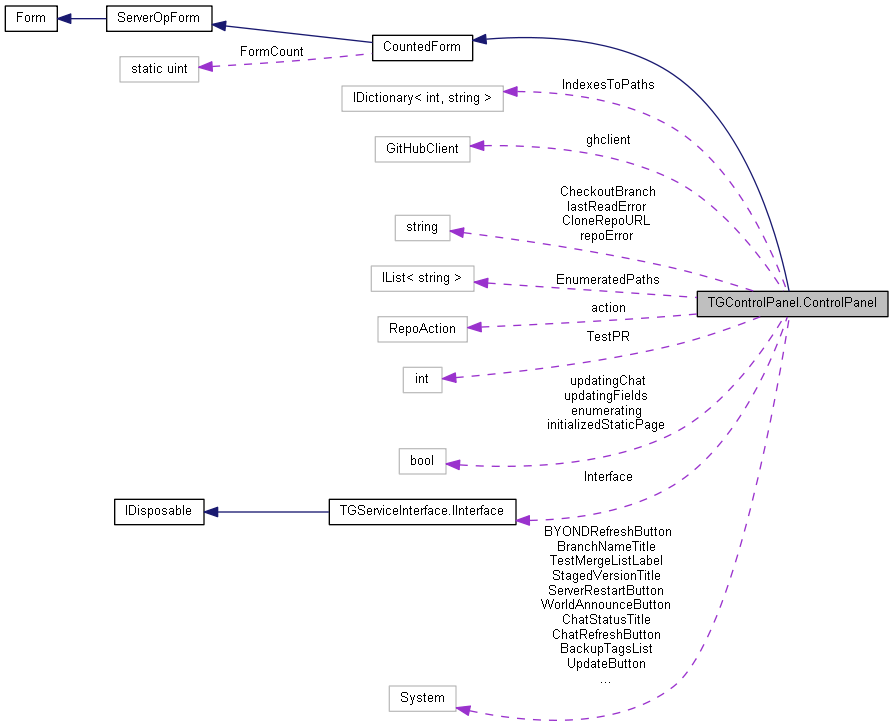 Form
ServerOpForm
CountedForm
FormCount
static uint
IndexesToPaths
IDictionary< int, string >
ghclient
GitHubClient
CheckoutBranch
lastReadError
CloneRepoURL
repoError
string
EnumeratedPaths
IList< string >
TGControlPanel.ControlPanel
action
RepoAction
TestPR
int
updatingChat
updatingFields
enumerating
initializedStaticPage
bool
Interface
IDisposable
TGServiceInterface.IInterface
BYONDRefreshButton
BranchNameTitle
TestMergeListLabel
StagedVersionTitle
ServerRestartButton
WorldAnnounceButton
ChatStatusTitle
ChatRefreshButton
BackupTagsList
UpdateButton
...
System